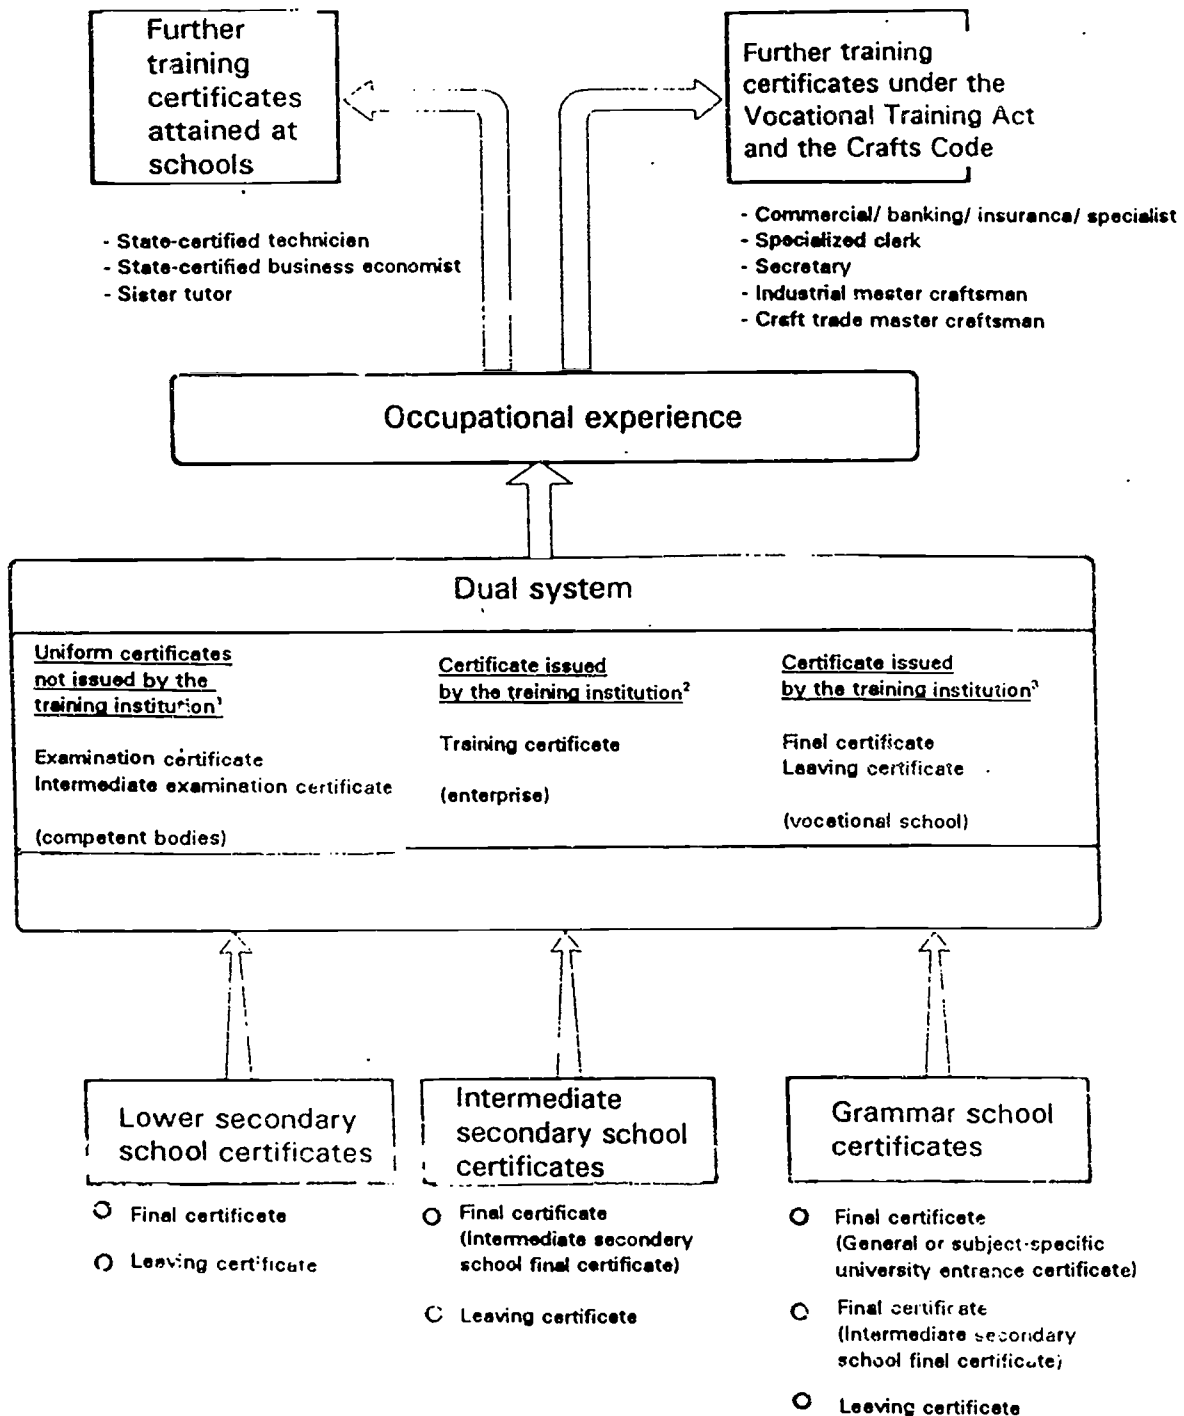 Further
training
certificates
attained at
schools
Further training
certificates under the
Vocational Training Act
and the Crafts Code
- State-certified technician
- State-certified business economist
- Sister tutor
- Commercial/ banking/ insurance/ specialist
- Specialized clerk
- Secretary
- Industrial master craftsman
- Craft trade master craftsman
Occupational experience
Dual system
Uniform certificates
not issued by the
training institution¹
Examination certificate
Intermediate examination certificate
(competent bodies)
Certificate issued
by the training institution²
Training certificate
(enterprise)
Certificate issued
by the training institution³
Final certificate
Leaving certificate
(vocational school)
Lower secondary
school certificates
Final certificate
Leaving certificate
Intermediate
secondary school
certificates
Final certificate
(Intermediate secondary
school final certificate)
Leaving certificate
Grammar school
certificates
Final certificate
(General or subject-specific
university entrance certificate)
Final certificate
(Intermediate secondary
school final certificate)
Leaving certificate